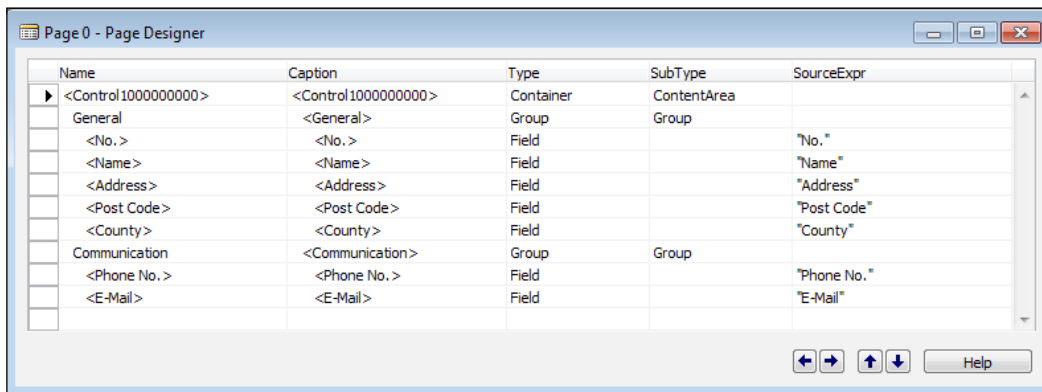 Page 0 - Page Designer
Name Caption Type SubType SourceExpr
<Control1000000000> <Control1000000000> Container ContentArea
General <General> Group Group
<No.> <No.> Field "No."
<Name> <Name> Field "Name"
<Address> <Address> Field "Address"
<Post Code> <Post Code> Field "Post Code"
<County> <County> Field "County"
Communication <Communication> Group Group
<Phone No.> <Phone No.> Field "Phone No."
<E-Mail> <E-Mail> Field "E-Mail"
Help